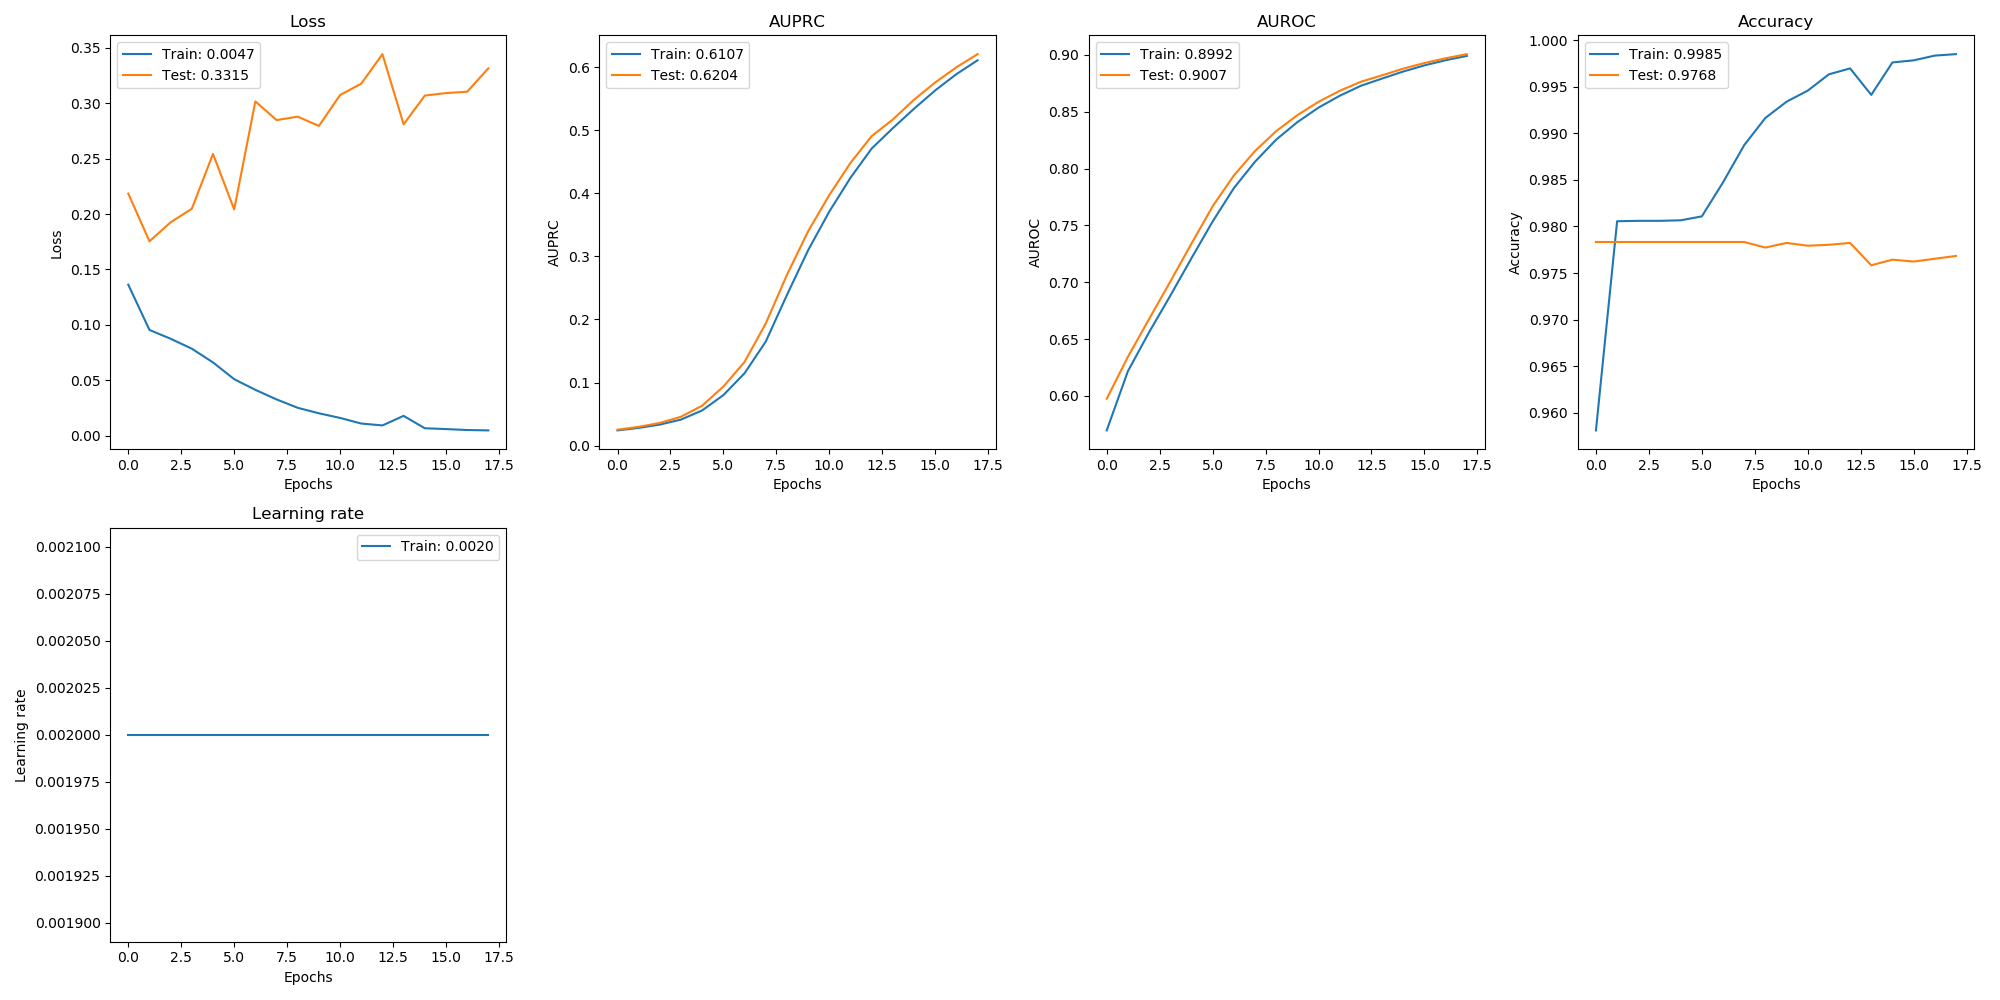 Loss
Train: 0.0047
Test: 0.3315
0.35
0.30
0.25
0.20
0.15
0.10
0.05
0.00
Loss
0.0 2.5 5.0 7.5 10.0 12.5 15.0 17.5
Epochs
AUPRC
Train: 0.6107
Test: 0.6204
0.6
0.5
0.4
0.3
0.2
0.1
0.0
AUPRC
0.0 2.5 5.0 7.5 10.0 12.5 15.0 17.5
Epochs
AUROC
Train: 0.8992
Test: 0.9007
0.90
0.85
0.80
0.75
0.70
0.65
0.60
AUROC
0.0 2.5 5.0 7.5 10.0 12.5 15.0 17.5
Epochs
Accuracy
Train: 0.9985
Test: 0.9768
1.000
0.995
0.990
0.985
0.980
0.975
0.970
0.965
0.960
Accuracy
0.0 2.5 5.0 7.5 10.0 12.5 15.0 17.5
Epochs
Learning rate
Train: 0.0020
0.002100
0.002075
0.002050
0.002025
0.002000
0.001975
0.001950
0.001925
0.001900
Learning rate
0.0 2.5 5.0 7.5 10.0 12.5 15.0 17.5
Epochs